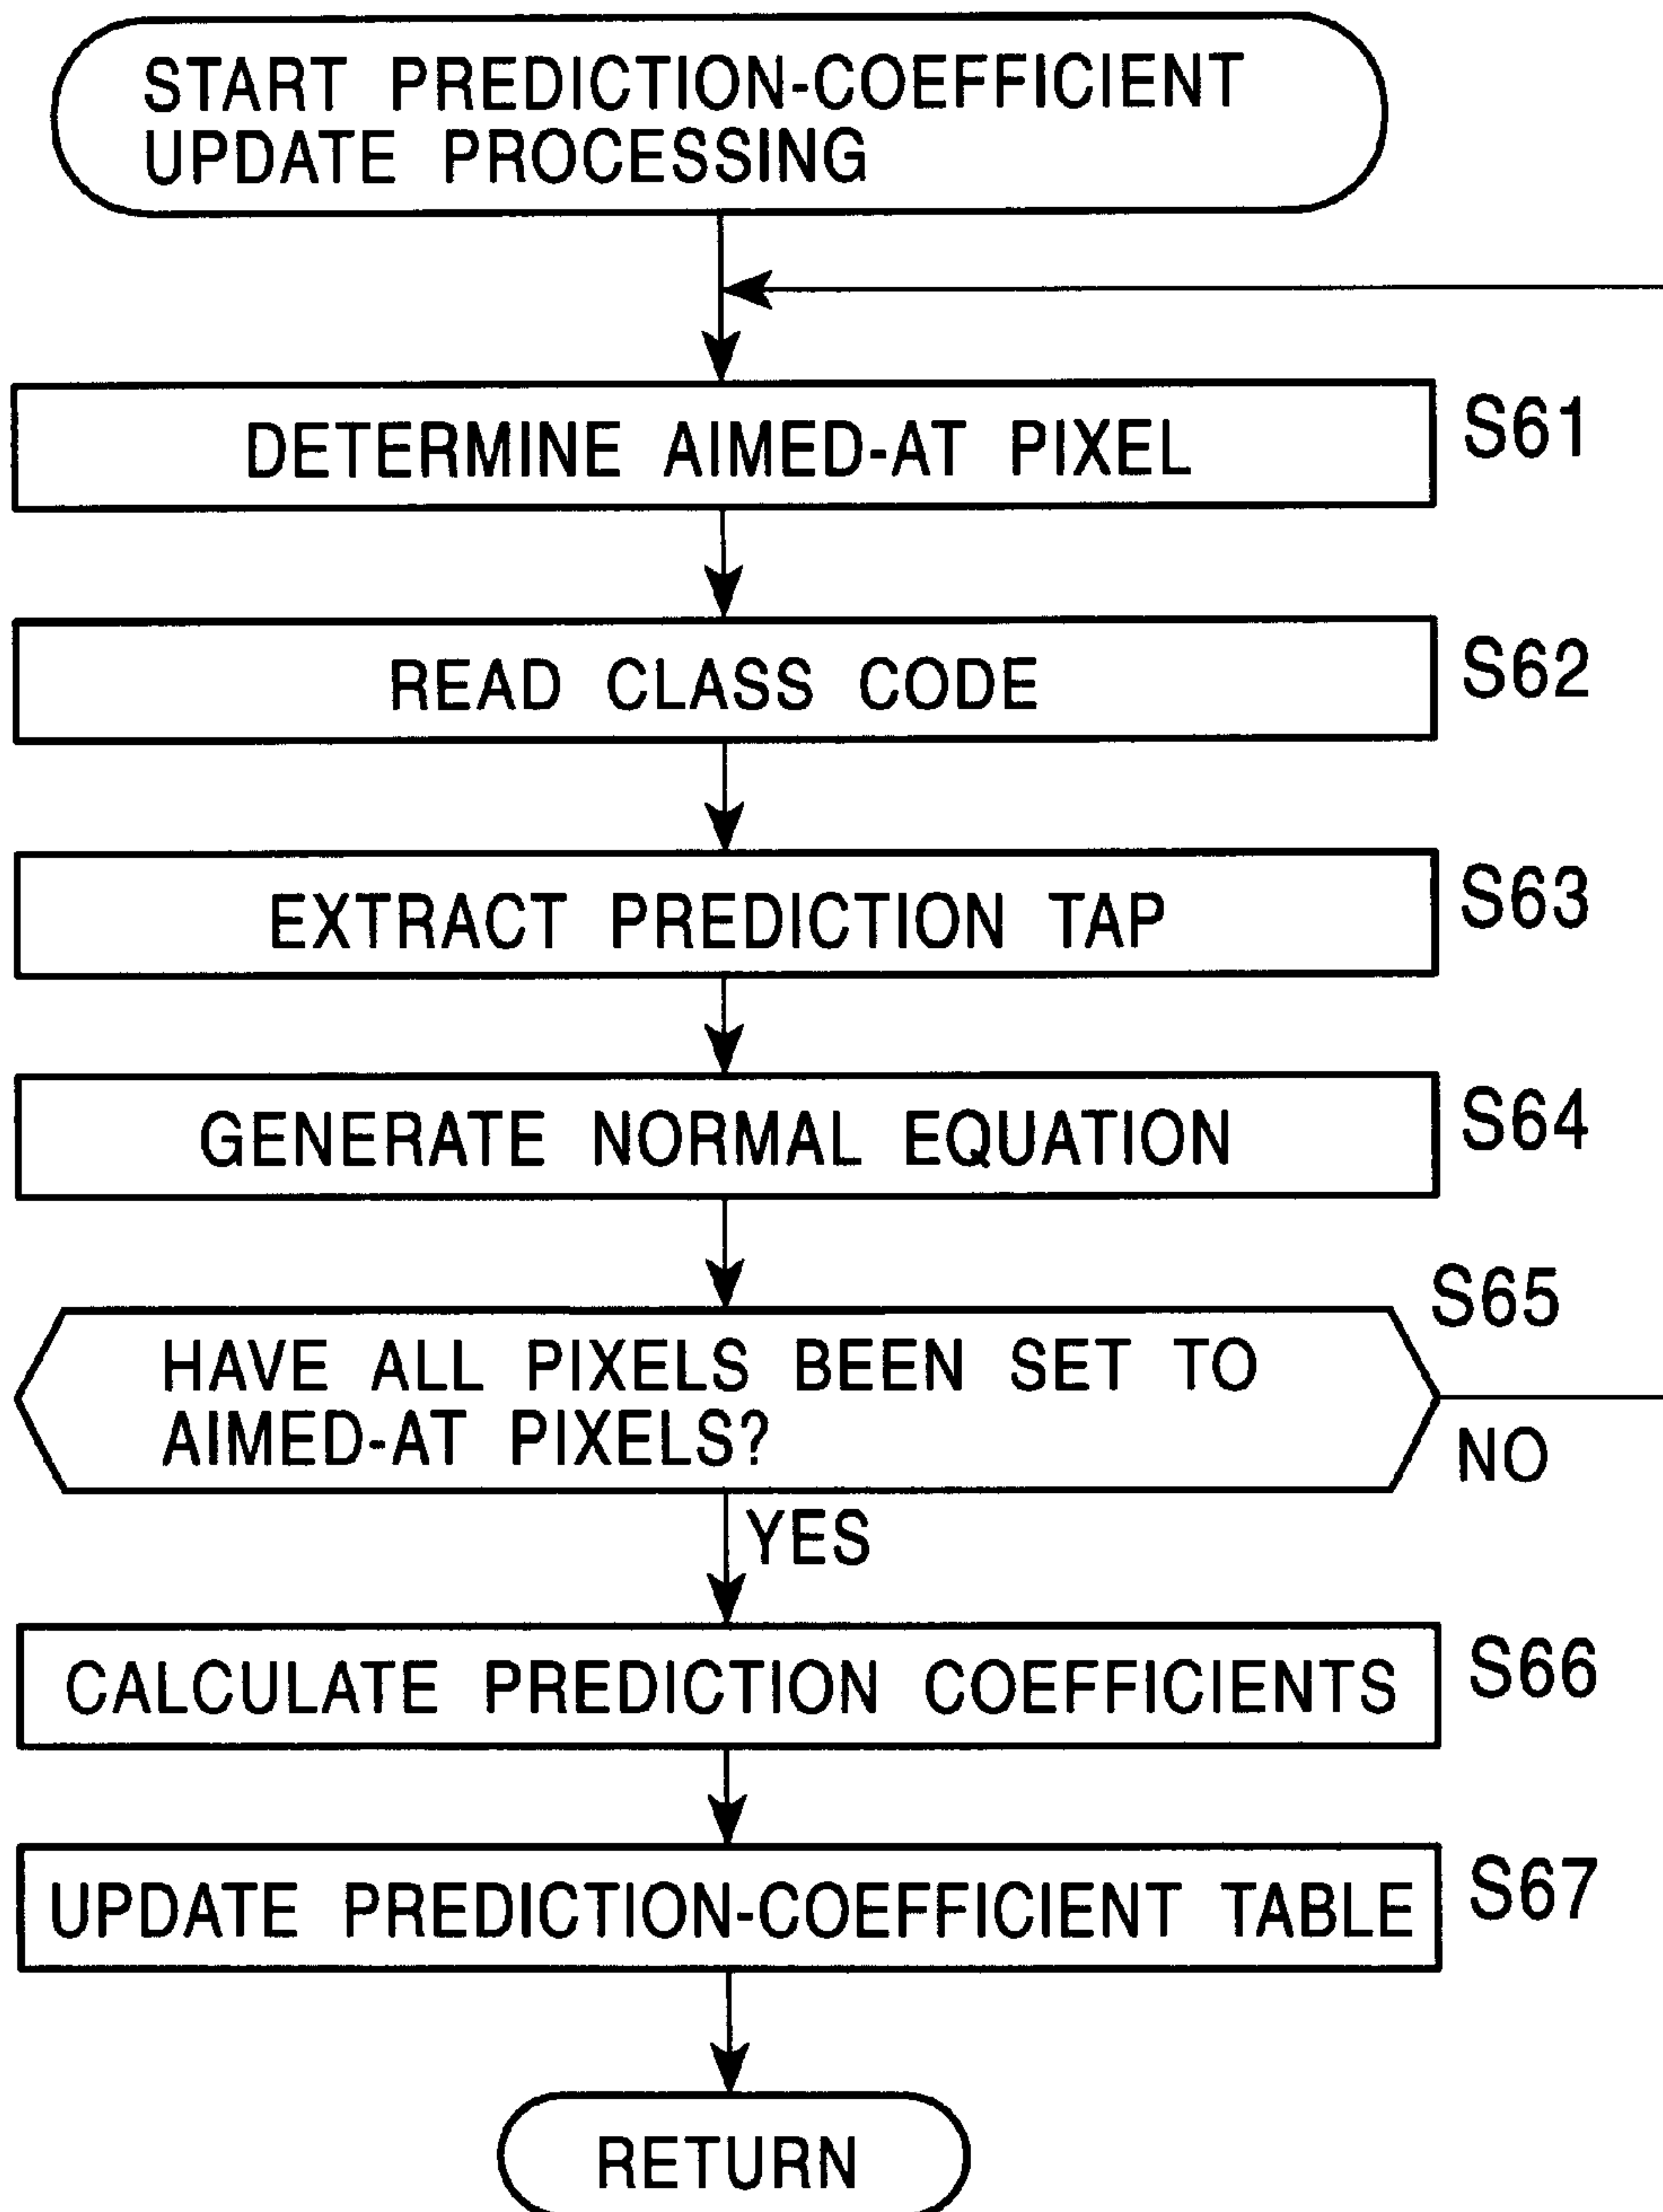 START PREDICTION-COEFFICIENT
UPDATE PROCESSING
DETERMINE AIMED-AT PIXEL
S61
READ CLASS CODE
S62
EXTRACT PREDICTION TAP
S63
GENERATE NORMAL EQUATION
S64
S65
HAVE ALL PIXELS BEEN SET TO
AIMED-AT PIXELS?
NO
YES
CALCULATE PREDICTION COEFFICIENTS
S66
UPDATE PREDICTION-COEFFICIENT TABLE
S67
RETURN